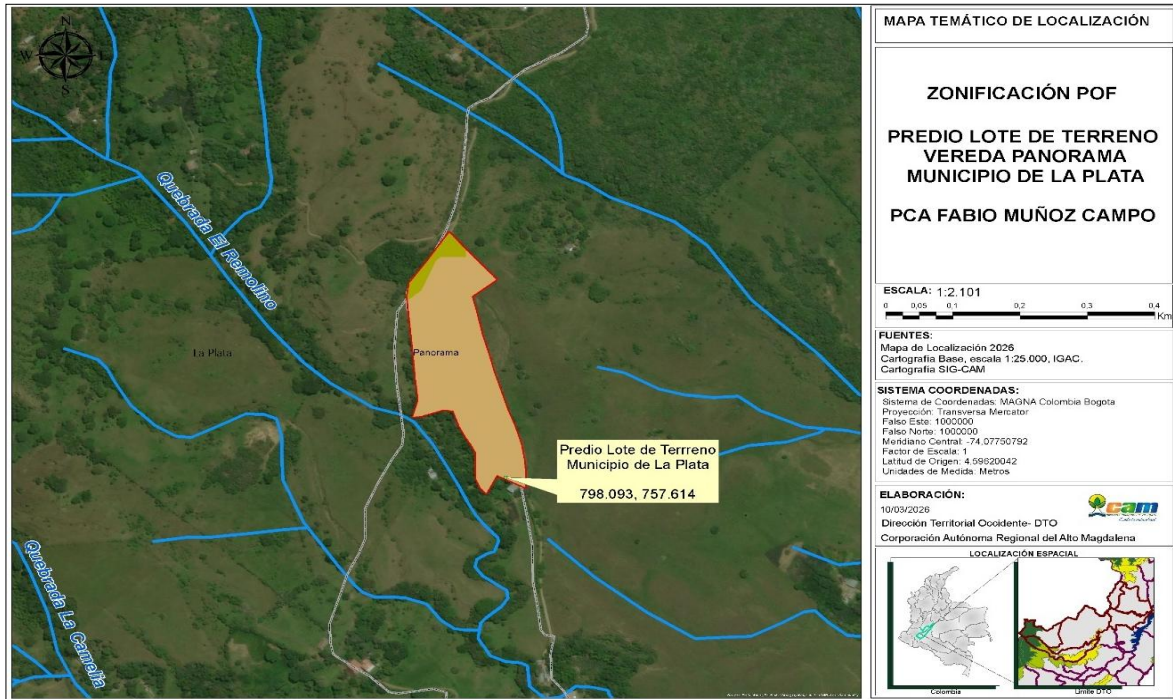 N
W
S
Quebrada El Remolino
La Plata
Panorama
Predio Lote de Terrreno
Municipio de La Plata
798.093, 757.614
Quebrada La Camelia
MAPA TEMÁTICO DE LOCALIZACIÓN
ZONIFICACIÓN POF
PREDIO LOTE DE TERRENO
VEREDA PANORAMA
MUNICIPIO DE LA PLATA
PCA FABIO MUÑOZ CAMPO
ESCALA: 1:2.101
0 0,05 0,1 0,2 0,3 0,4
Km
FUENTES:
Mapa de Localización 2026
Cartografía Base, escala 1:25.000, IGAC.
Cartografía SIG-CAM
SISTEMA COORDENADAS:
Sistema de Coordenadas: MAGNA Colombia Bogota
Proyección: Transversa Mercator
Falso Este: 1000000
Falso Norte: 1000000
Meridiano Central: -74,07750792
Factor de Escala: 1
Latitud de Origen: 4,59620042
Unidades de Medida: Metros
ELABORACIÓN:
10/03/2026
cam
Dirección Territorial Occidente- DTO
Corporación Autónoma Regional del Alto Magdalena
LOCALIZACIÓN ESPACIAL
Colombia
Límite DTO